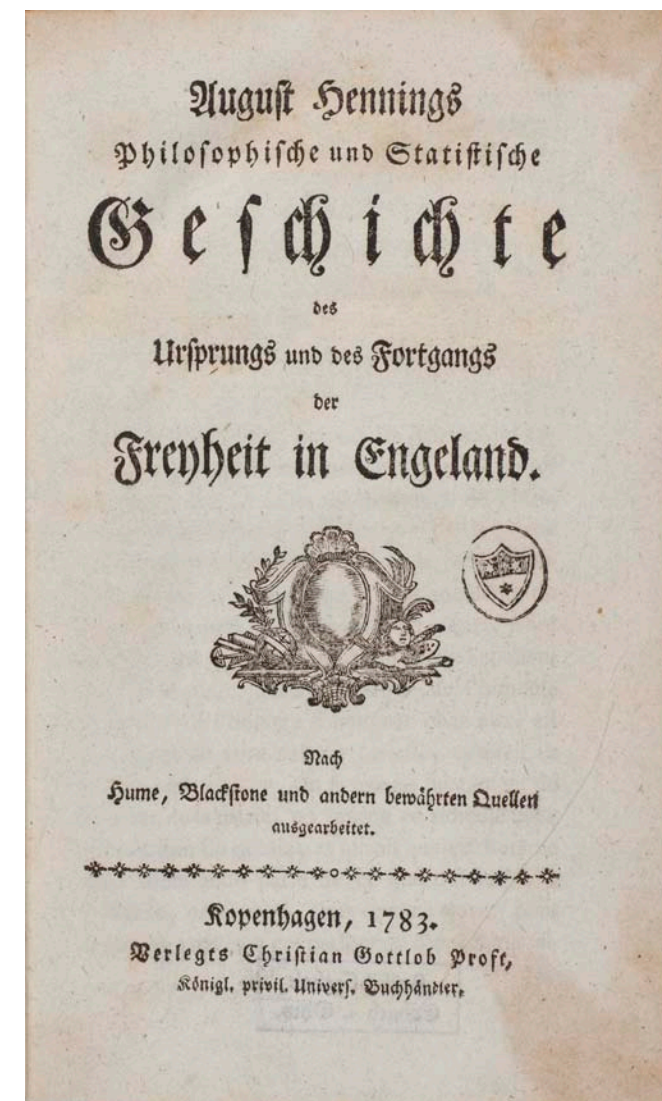 August Hennings
Philosophische und Statistische
Geschichte
des
Ursprungs und des Fortgangs
der
Freyheit in Engeland.
Nach
Hume, Blackstone und andern bewährten Quellen
ausgearbeitet.
Kopenhagen, 1783.
Verlegts Christian Gottlob Proft,
Königl. privil. Univers. Buchhändler.